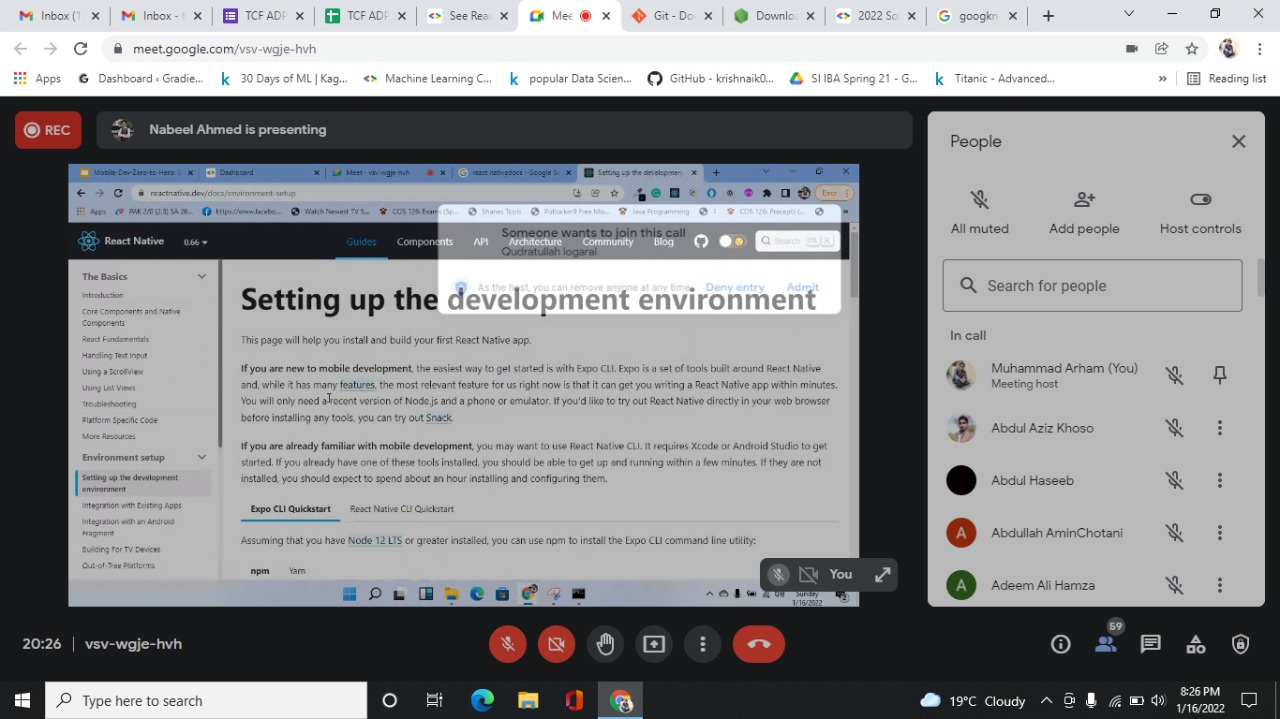 Inbox (1
Inbox - t
TCF ADP
TCF ADP
See Rea
Mee
Git - Do
Downloa
2022 So
googkn
meet.google.com/vsv-wgje-hvh
Apps
Dashboard ‹ Gradie...
30 Days of ML | Kag...
Machine Learning C...
popular Data Scien...
GitHub - krishnaik0...
SI IBA Spring 21 - G...
Titanic - Advanced...
Reading list
REC
Nabeel Ahmed is presenting
Mobile-Dev-Zero-to-Hero: S
Dashboard
Meet - vsv-wgje-hvh
react nativedocs - Google S
Setting up the developmen
reactnative.dev/docs/environment-setup
Error
Apps
PAK 2/0 (2.3) SA 26...
https://www.facebo...
Watch Newest TV S...
COS 126: Exams (Sp...
Shanes Tools
Putlocker9 Free Mo...
Java Programming
1
COS 126: Precepts (...
React Native
0.66
Guides
Components
API
Architecture
Community
Blog
Search
Someone wants to join this call
Qudratullah logarai
As the host, you can remove anyone at any time.
Deny entry
Admit
The Basics
Introduction
Core Components and Native
Components
React Fundamentals
Handling Text Input
Using a ScrollView
Using List Views
Troubleshooting
Platform Specific Code
More Resources
Environment setup
Setting up the development
environment
Integration with Existing Apps
Integration with an Android
Fragment
Building For TV Devices
Out-of-Tree Platforms
Setting up the development environment
This page will help you install and build your first React Native app.
If you are new to mobile development, the easiest way to get started is with Expo CLI. Expo is a set of tools built around React Native
and, while it has many features, the most relevant feature for us right now is that it can get you writing a React Native app within minutes.
You will only need a recent version of Node.js and a phone or emulator. If you'd like to try out React Native directly in your web browser
before installing any tools, you can try out Snack.
If you are already familiar with mobile development, you may want to use React Native CLI. It requires Xcode or Android Studio to get
started. If you already have one of these tools installed, you should be able to get up and running within a few minutes. If they are not
installed, you should expect to spend about an hour installing and configuring them.
Expo CLI Quickstart
React Native CLI Quickstart
Assuming that you have Node 12 LTS or greater installed, you can use npm to install the Expo CLI command line utility:
npm
Yarn
Sunday
1/16/2022
You
People
All muted
Add people
Host controls
Search for people
In call
Muhammad Arham (You)
Meeting host
Abdul Aziz Khoso
Abdul Haseeb
A
Abdullah AminChotani
A
Adeem Ali Hamza
20:26
vsv-wgje-hvh
59
Type here to search
19°C Cloudy
8:26 PM
1/16/2022